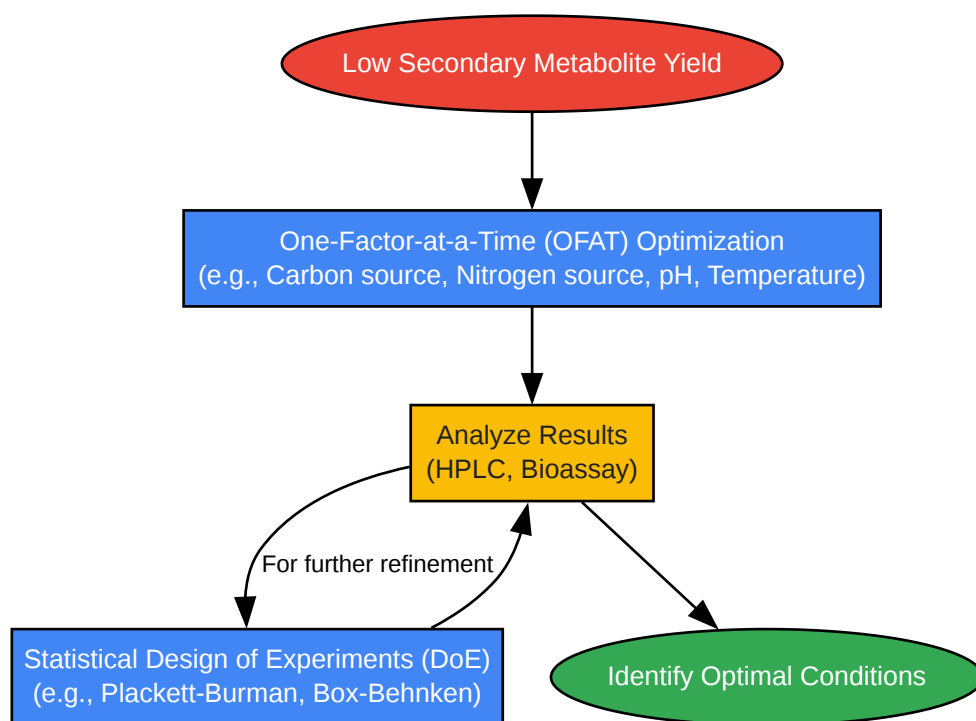 Low Secondary Metabolite Yield
One-Factor-at-a-Time (OFAT) Optimization
(e.g., Carbon source, Nitrogen source, pH, Temperature)
Analyze Results
(HPLC, Bioassay)
For further refinement
Statistical Design of Experiments (DoE)
(e.g., Plackett-Burman, Box-Behnken)
Identify Optimal Conditions